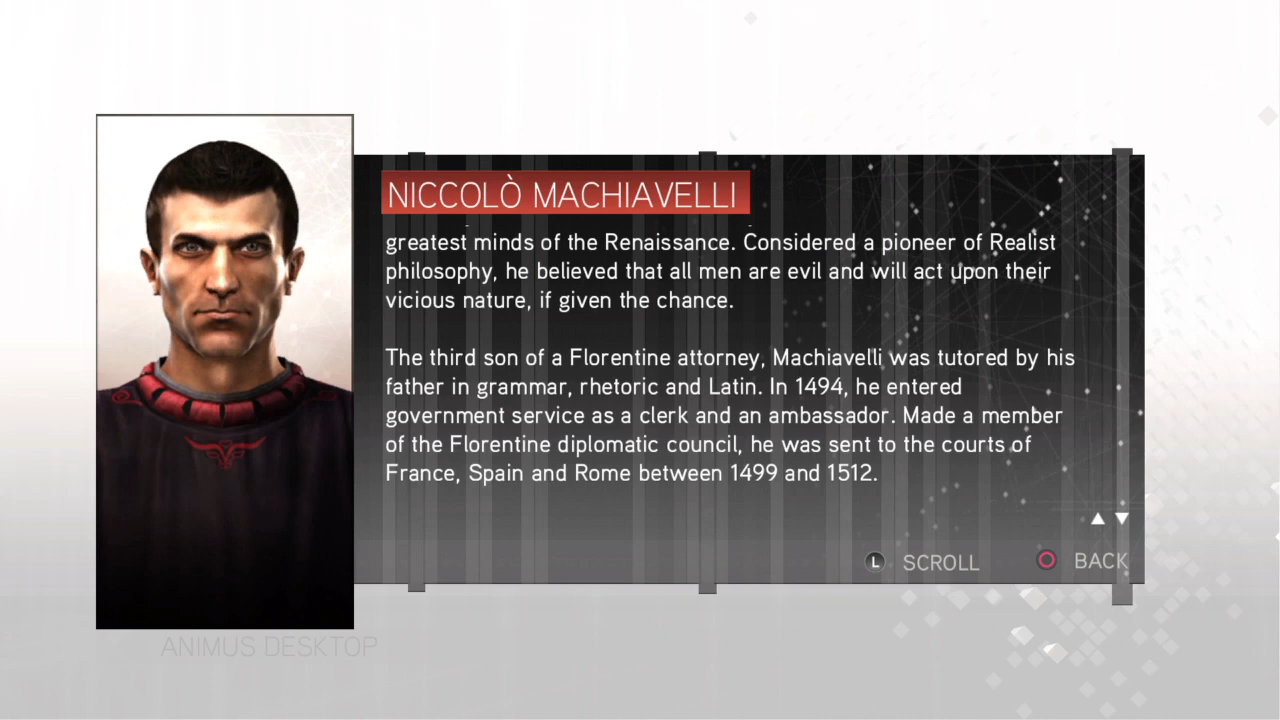 NICCOLÒ MACHIAVELLI
greatest minds of the Renaissance. Considered a pioneer of Realist
philosophy, he believed that all men are evil and will act upon their
vicious nature, if given the chance.
The third son of a Florentine attorney, Machiavelli was tutored by his
father in grammar, rhetoric and Latin. In 1494, he entered
government service as a clerk and an ambassador. Made a member
of the Florentine diplomatic council, he was sent to the courts of
France, Spain and Rome between 1499 and 1512.
L SCROLL BACK
ANIMUS DESKTOP